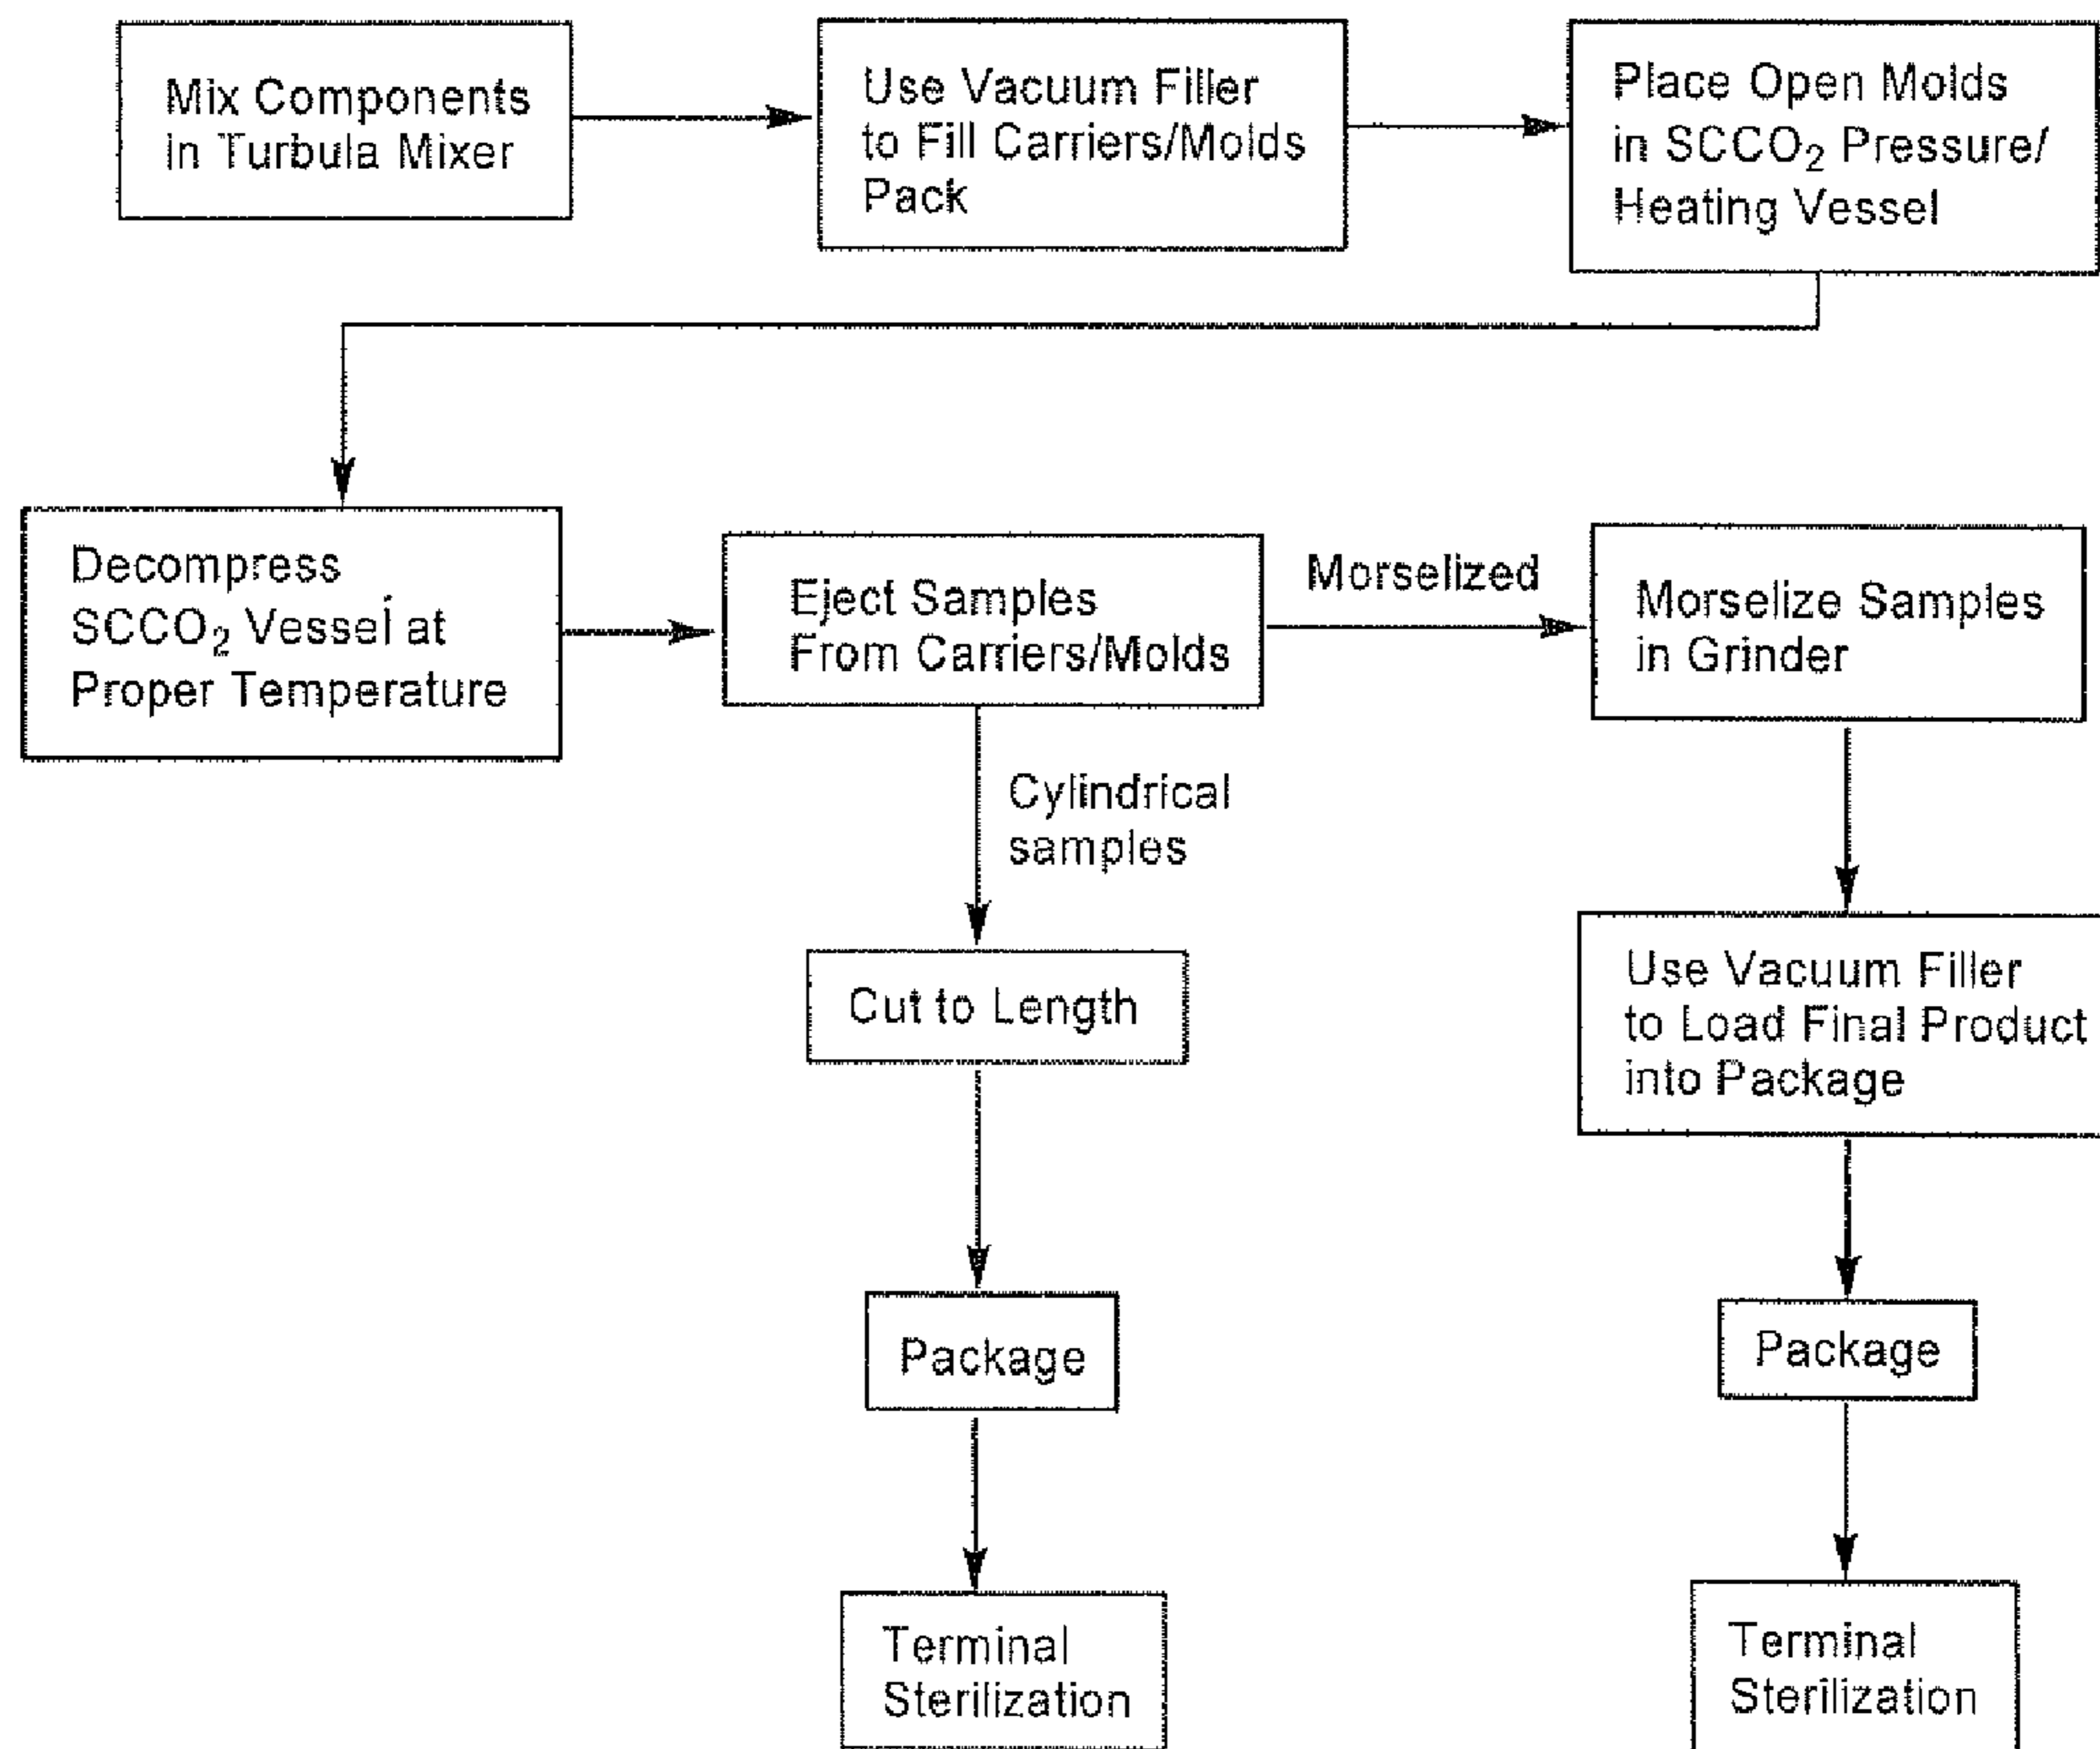 Mix Components
in Turbula Mixer
Use Vacuum Filler
to Fill Carriers/Molds
Pack
Place Open Molds
in SCCO₂ Pressure/
Heating Vessel
Decompress
SCCO₂ Vessel at
Proper Temperature
Eject Samples
From Carriers/Molds
Morselized
Morselize Samples
in Grinder
Cylindrical
samples
Cut to Length
Use Vacuum Filler
to Load Final Product
into Package
Package
Package
Terminal
Sterilization
Terminal
Sterilization